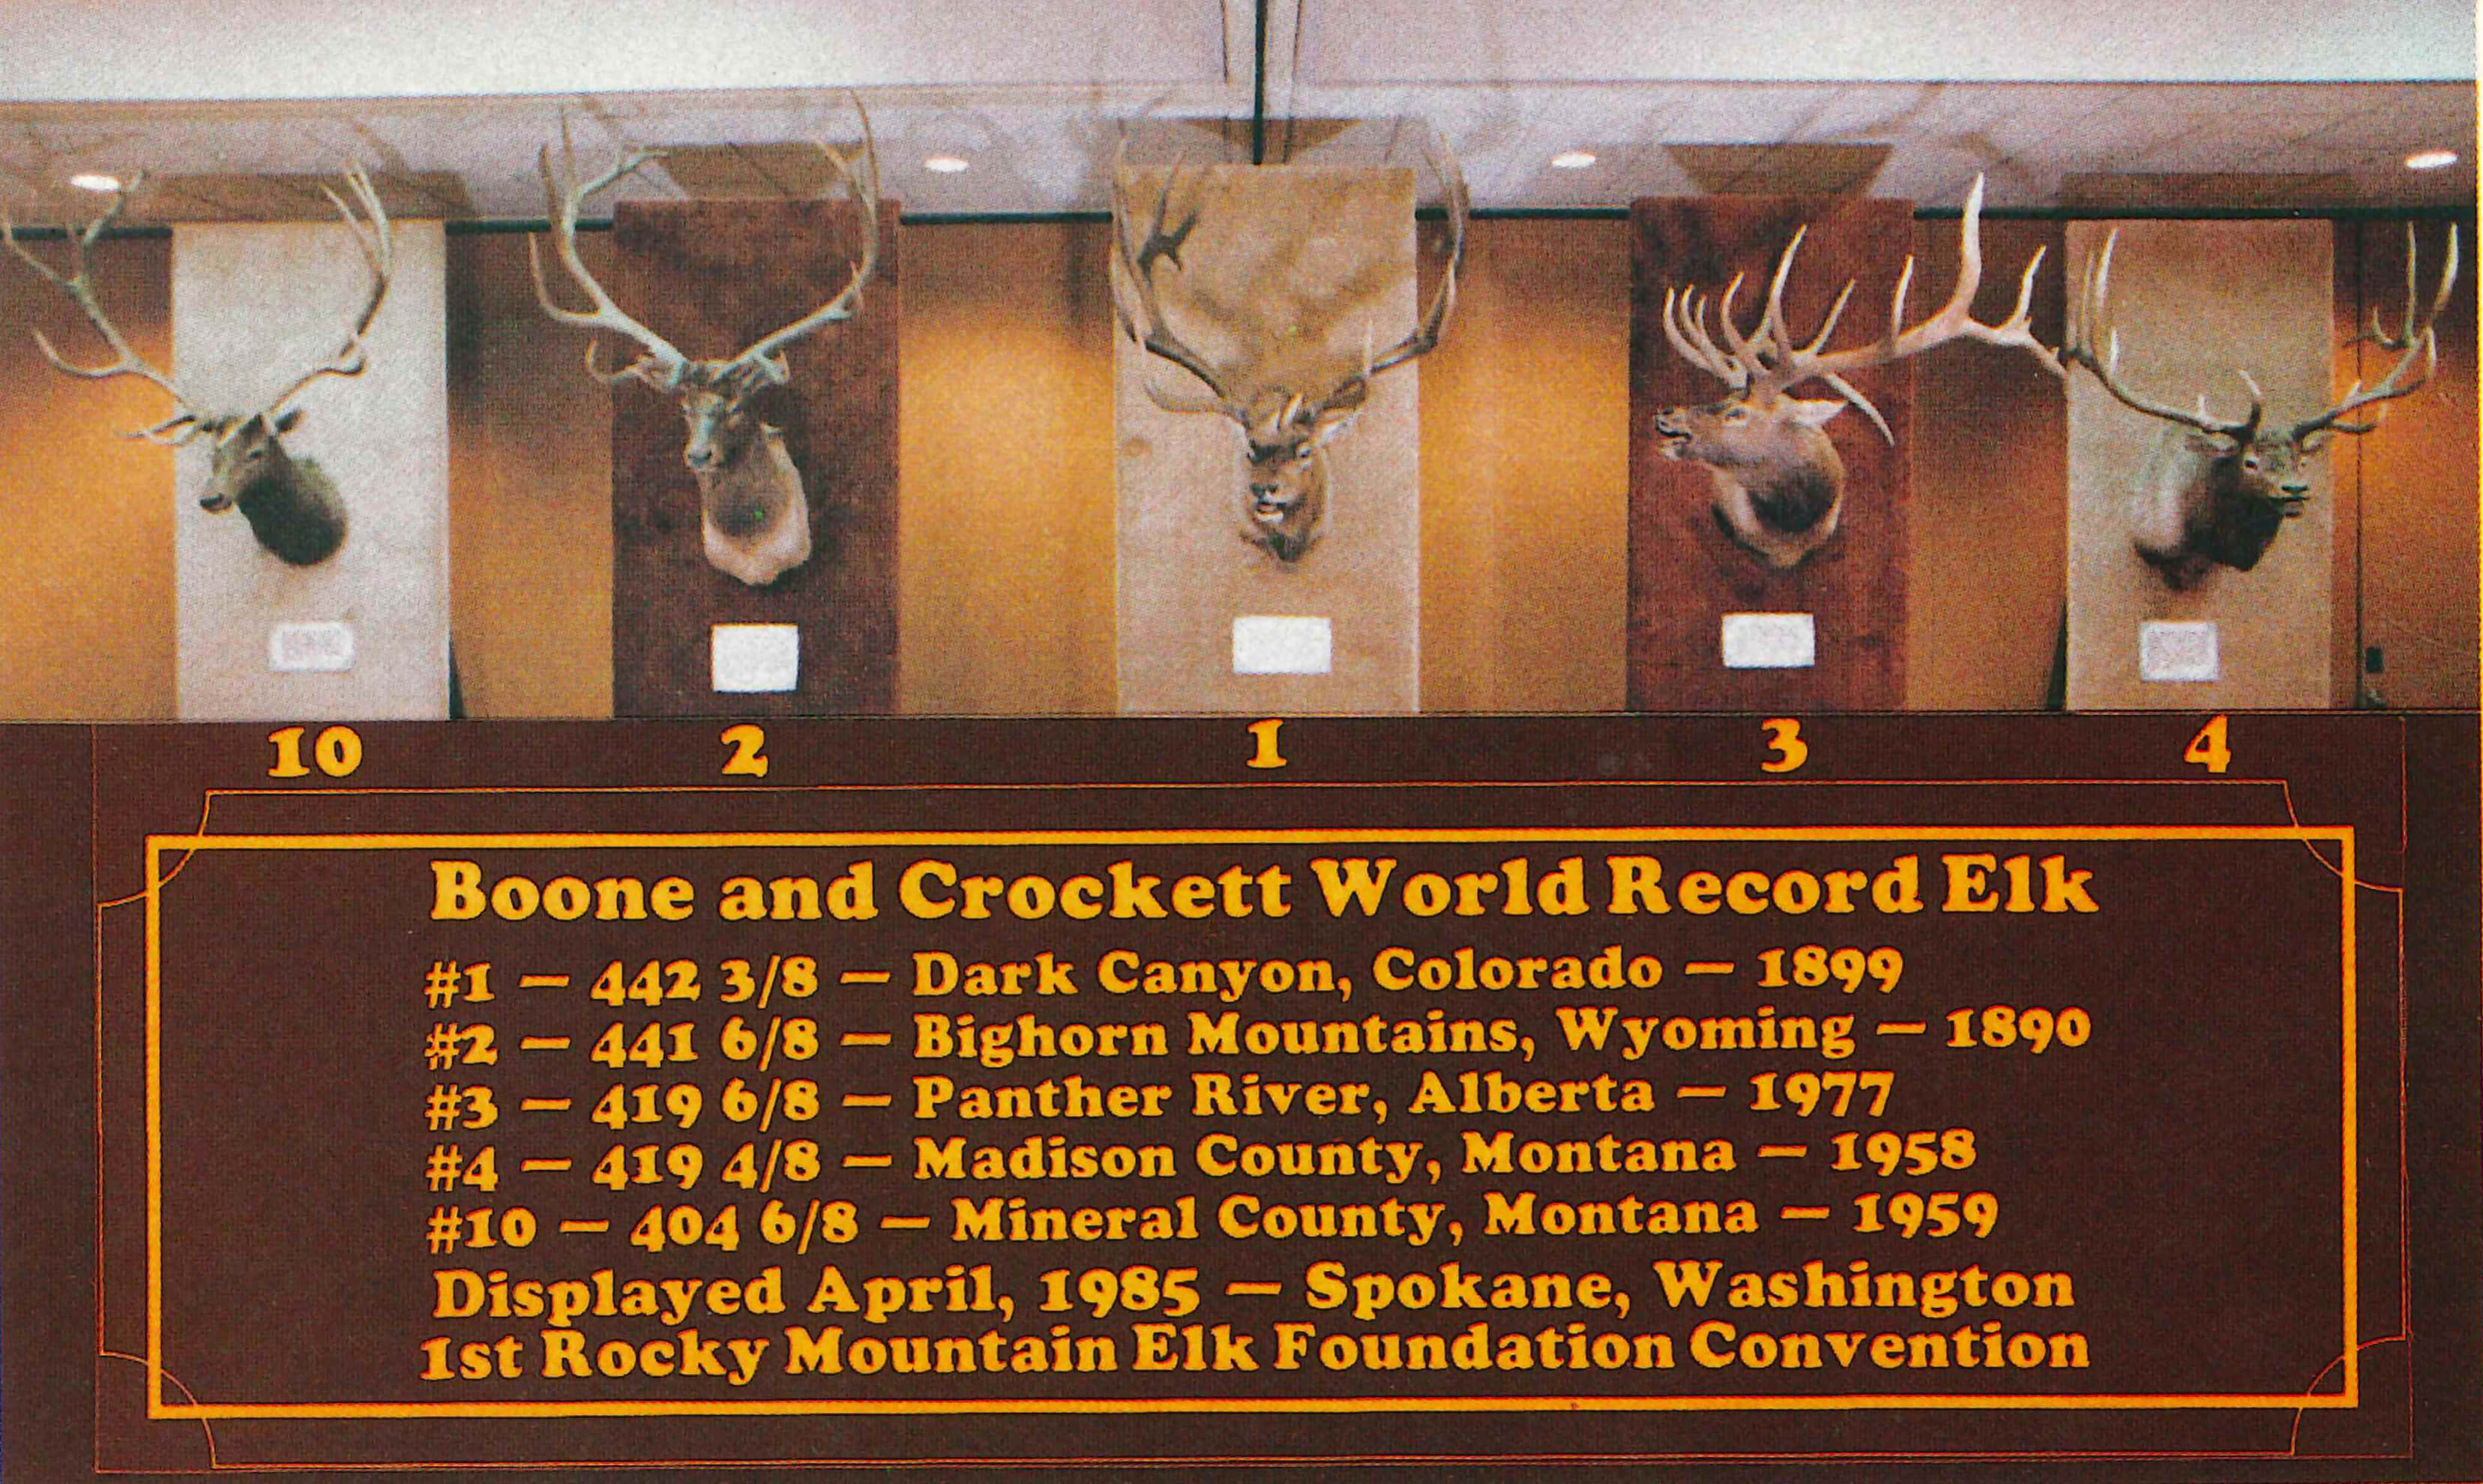 10 2 1 3 4
Boone and Crockett World Record Elk
#1 — 442 3/8 — Dark Canyon, Colorado — 1899
#2 — 441 6/8 — Bighorn Mountains, Wyoming — 1890
#3 — 419 6/8 — Panther River, Alberta — 1977
#4 — 419 4/8 — Madison County, Montana — 1958
#10 — 404 6/8 — Mineral County, Montana — 1959
Displayed April, 1985 — Spokane, Washington
1st Rocky Mountain Elk Foundation Convention